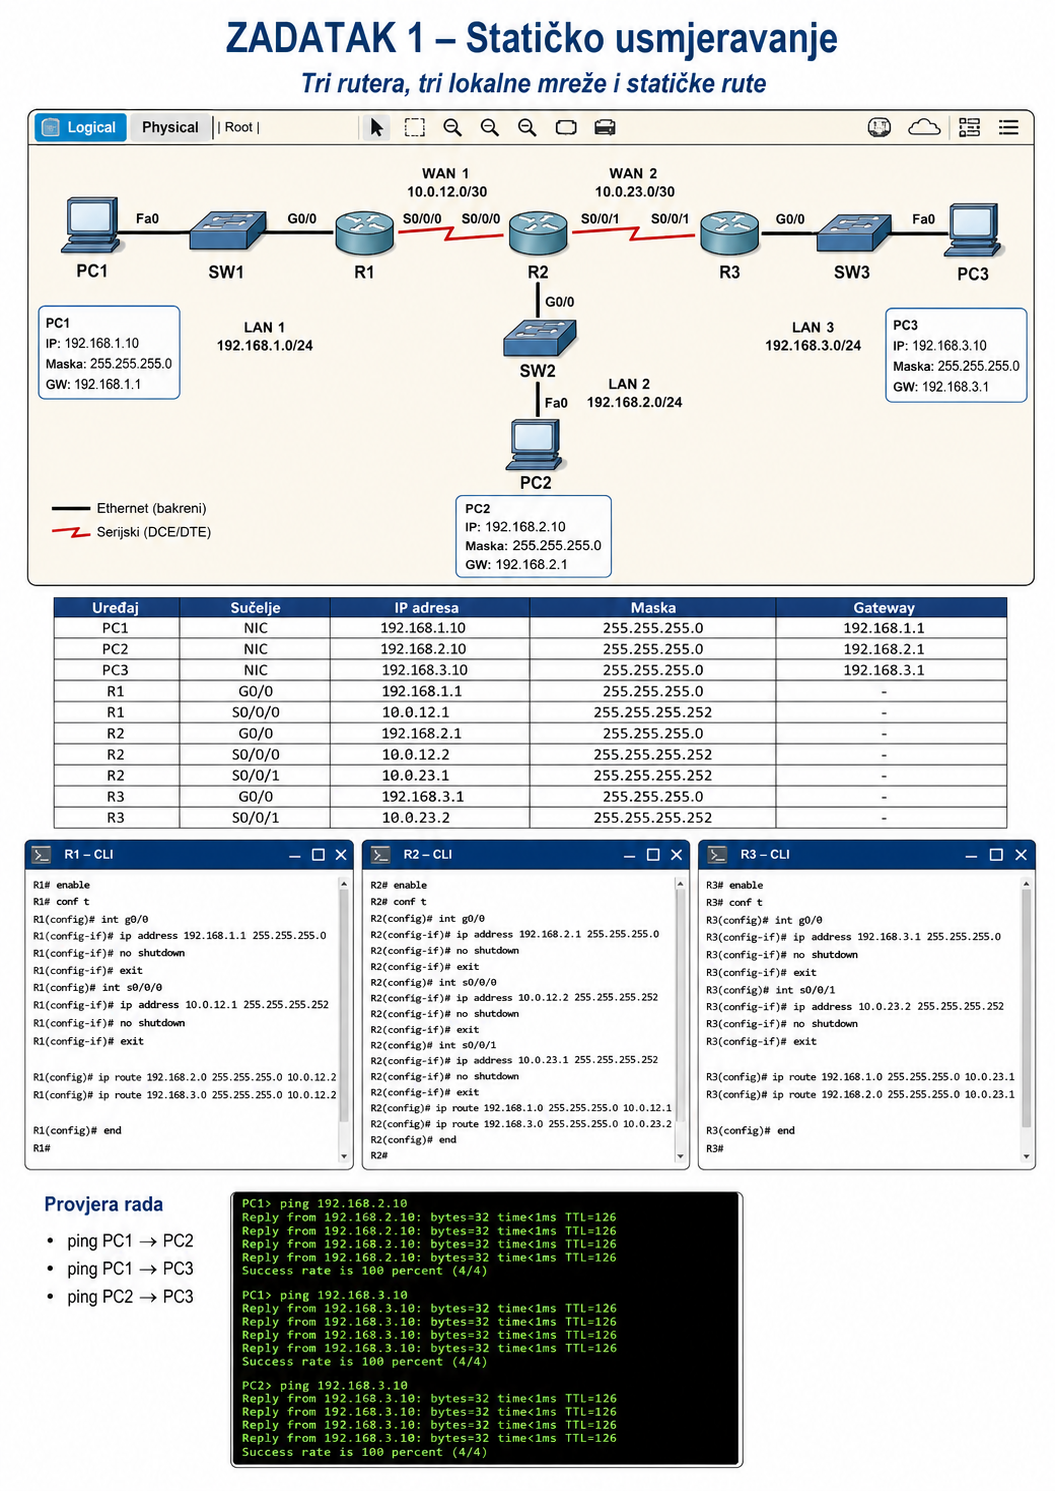 ZADATAK 1 – Statičko usmjeravanje
Tri rutera, tri lokalne mreže i statičke rute
Logical Physical | Root |
WAN 1
10.0.12.0/30
WAN 2
10.0.23.0/30
Fa0 G0/0 S0/0/0 S0/0/0 S0/0/1 S0/0/1 G0/0 Fa0
PC1 SW1 R1 R2 R3 SW3 PC3
G0/0
PC1
IP: 192.168.1.10
Maska: 255.255.255.0
GW: 192.168.1.1
LAN 1
192.168.1.0/24
SW2
LAN 3
192.168.3.0/24
PC3
IP: 192.168.3.10
Maska: 255.255.255.0
GW: 192.168.3.1
LAN 2
192.168.2.0/24
Fa0
PC2
Ethernet (bakreni)
Serijski (DCE/DTE)
PC2
IP: 192.168.2.10
Maska: 255.255.255.0
GW: 192.168.2.1
Uređaj Sučelje IP adresa Maska Gateway
PC1 NIC 192.168.1.10 255.255.255.0 192.168.1.1
PC2 NIC 192.168.2.10 255.255.255.0 192.168.2.1
PC3 NIC 192.168.3.10 255.255.255.0 192.168.3.1
R1 G0/0 192.168.1.1 255.255.255.0 -
R1 S0/0/0 10.0.12.1 255.255.255.252 -
R2 G0/0 192.168.2.1 255.255.255.0 -
R2 S0/0/0 10.0.12.2 255.255.255.252 -
R2 S0/0/1 10.0.23.1 255.255.255.252 -
R3 G0/0 192.168.3.1 255.255.255.0 -
R3 S0/0/1 10.0.23.2 255.255.255.252 -
R1 – CLI
R1# enable
R1# conf t
R1(config)# int g0/0
R1(config-if)# ip address 192.168.1.1 255.255.255.0
R1(config-if)# no shutdown
R1(config-if)# exit
R1(config)# int s0/0/0
R1(config-if)# ip address 10.0.12.1 255.255.255.252
R1(config-if)# no shutdown
R1(config-if)# exit
R1(config)# ip route 192.168.2.0 255.255.255.0 10.0.12.2
R1(config)# ip route 192.168.3.0 255.255.255.0 10.0.12.2
R1(config)# end
R1#
R2 – CLI
R2# enable
R2# conf t
R2(config)# int g0/0
R2(config-if)# ip address 192.168.2.1 255.255.255.0
R2(config-if)# no shutdown
R2(config-if)# exit
R2(config)# int s0/0/0
R2(config-if)# ip address 10.0.12.2 255.255.255.252
R2(config-if)# no shutdown
R2(config-if)# exit
R2(config)# int s0/0/1
R2(config-if)# ip address 10.0.23.1 255.255.255.252
R2(config-if)# no shutdown
R2(config-if)# exit
R2(config)# ip route 192.168.1.0 255.255.255.0 10.0.12.1
R2(config)# ip route 192.168.3.0 255.255.255.0 10.0.23.2
R2(config)# end
R2#
R3 – CLI
R3# enable
R3# conf t
R3(config)# int g0/0
R3(config-if)# ip address 192.168.3.1 255.255.255.0
R3(config-if)# no shutdown
R3(config-if)# exit
R3(config)# int s0/0/1
R3(config-if)# ip address 10.0.23.2 255.255.255.252
R3(config-if)# no shutdown
R3(config-if)# exit
R3(config)# ip route 192.168.1.0 255.255.255.0 10.0.23.1
R3(config)# ip route 192.168.2.0 255.255.255.0 10.0.23.1
R3(config)# end
R3#
Provjera rada
• ping PC1 → PC2
• ping PC1 → PC3
• ping PC2 → PC3
PC1> ping 192.168.2.10
Reply from 192.168.2.10: bytes=32 time<1ms TTL=126
Reply from 192.168.2.10: bytes=32 time<1ms TTL=126
Reply from 192.168.2.10: bytes=32 time<1ms TTL=126
Reply from 192.168.2.10: bytes=32 time<1ms TTL=126
Success rate is 100 percent (4/4)
PC1> ping 192.168.3.10
Reply from 192.168.3.10: bytes=32 time<1ms TTL=126
Reply from 192.168.3.10: bytes=32 time<1ms TTL=126
Reply from 192.168.3.10: bytes=32 time<1ms TTL=126
Reply from 192.168.3.10: bytes=32 time<1ms TTL=126
Success rate is 100 percent (4/4)
PC2> ping 192.168.3.10
Reply from 192.168.3.10: bytes=32 time<1ms TTL=126
Reply from 192.168.3.10: bytes=32 time<1ms TTL=126
Reply from 192.168.3.10: bytes=32 time<1ms TTL=126
Reply from 192.168.3.10: bytes=32 time<1ms TTL=126
Success rate is 100 percent (4/4)